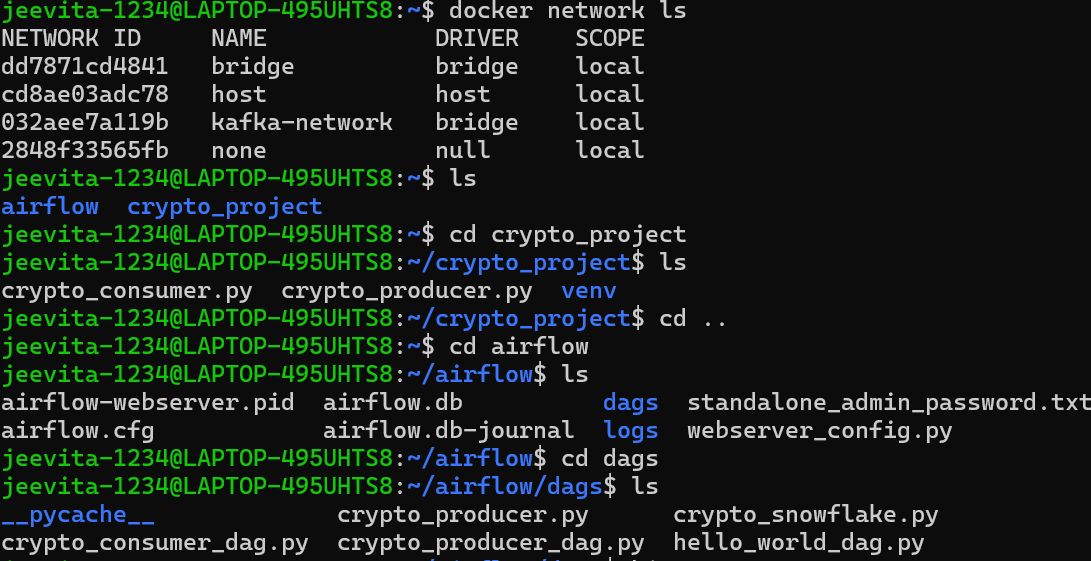 jeevita-1234@LAPTOP-495UHTS8:~$ docker network ls
NETWORK ID     NAME            DRIVER    SCOPE
dd7871cd4841   bridge          bridge    local
cd8ae03adc78   host            host      local
032aee7a119b   kafka-network   bridge    local
2848f33565fb   none            null      local
jeevita-1234@LAPTOP-495UHTS8:~$ ls
airflow  crypto_project
jeevita-1234@LAPTOP-495UHTS8:~$ cd crypto_project
jeevita-1234@LAPTOP-495UHTS8:~/crypto_project$ ls
crypto_consumer.py  crypto_producer.py  venv
jeevita-1234@LAPTOP-495UHTS8:~/crypto_project$ cd ..
jeevita-1234@LAPTOP-495UHTS8:~$ cd airflow
jeevita-1234@LAPTOP-495UHTS8:~/airflow$ ls
airflow-webserver.pid  airflow.db          dags  standalone_admin_password.txt
airflow.cfg            airflow.db-journal  logs  webserver_config.py
jeevita-1234@LAPTOP-495UHTS8:~/airflow$ cd dags
jeevita-1234@LAPTOP-495UHTS8:~/airflow/dags$ ls
__pycache__             crypto_producer.py      crypto_snowflake.py
crypto_consumer_dag.py  crypto_producer_dag.py  hello_world_dag.py